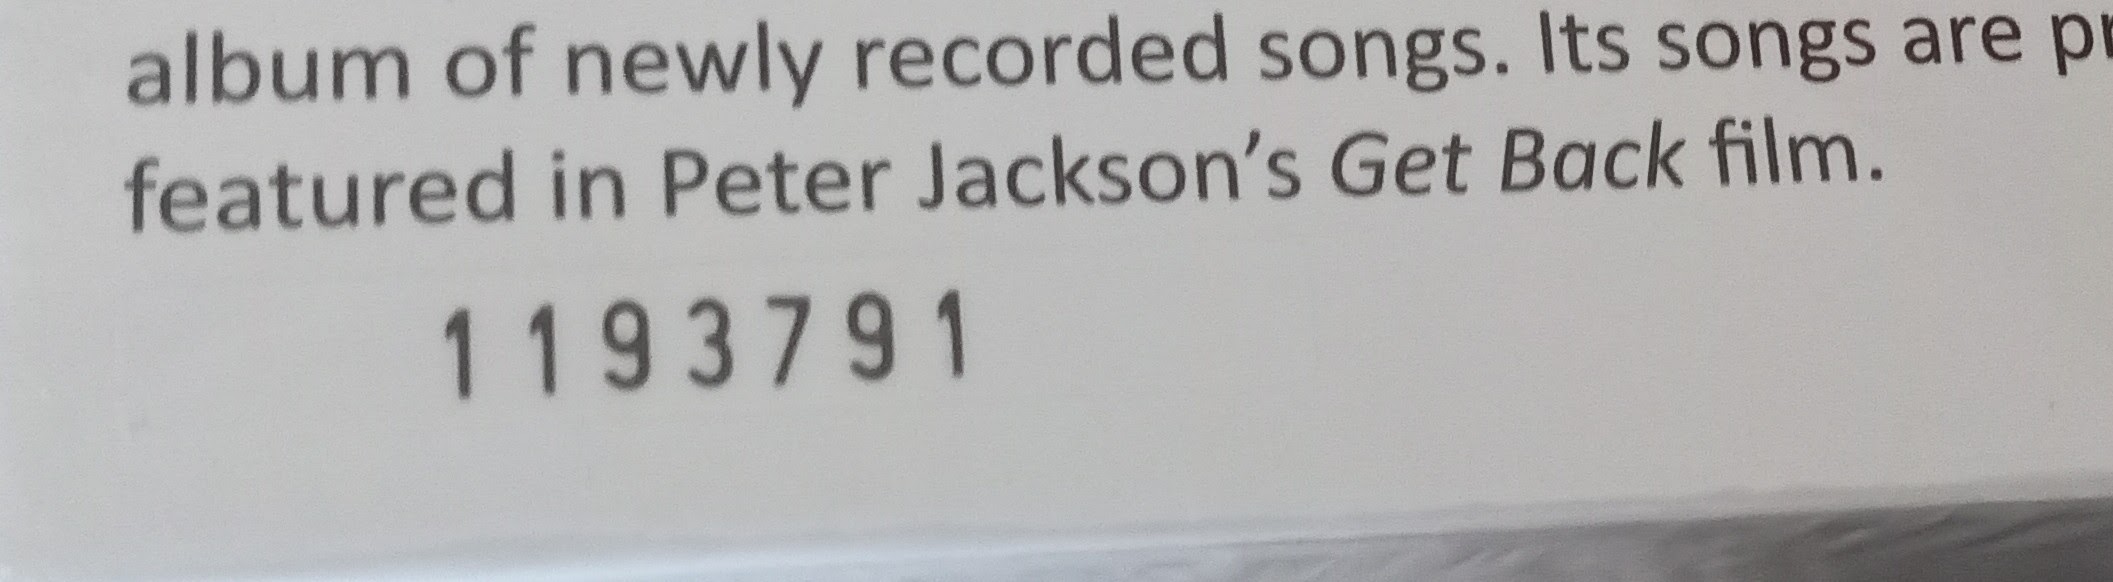 album of newly recorded songs. Its songs are
featured in Peter Jackson's Get Back film.
1193791